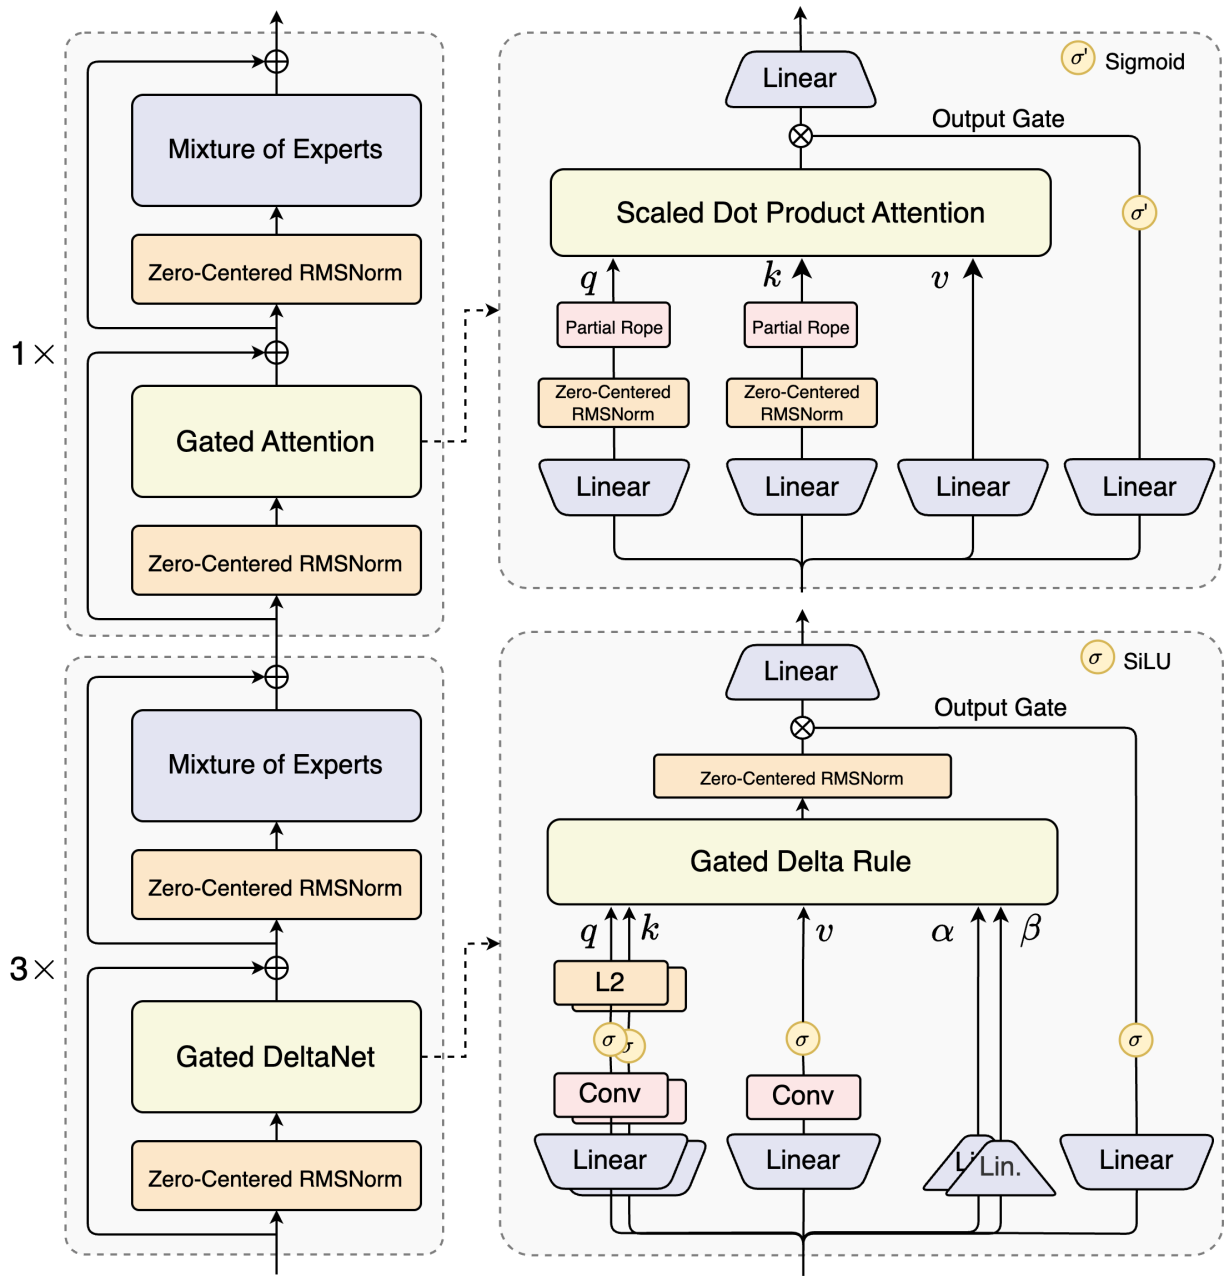 Mixture of Experts
Zero-Centered RMSNorm
1×
Gated Attention
Zero-Centered RMSNorm
Mixture of Experts
Zero-Centered RMSNorm
3×
Gated DeltaNet
Zero-Centered RMSNorm
σ' Sigmoid
Linear
Output Gate
Scaled Dot Product Attention
σ'
q k v
Partial Rope Partial Rope
Zero-Centered
RMSNorm
Zero-Centered
RMSNorm
Linear Linear Linear Linear
σ SiLU
Linear
Output Gate
Zero-Centered RMSNorm
Gated Delta Rule
q k v α β
L2
σ σ σ σ
Conv Conv
Linear Linear Li Lin. Linear